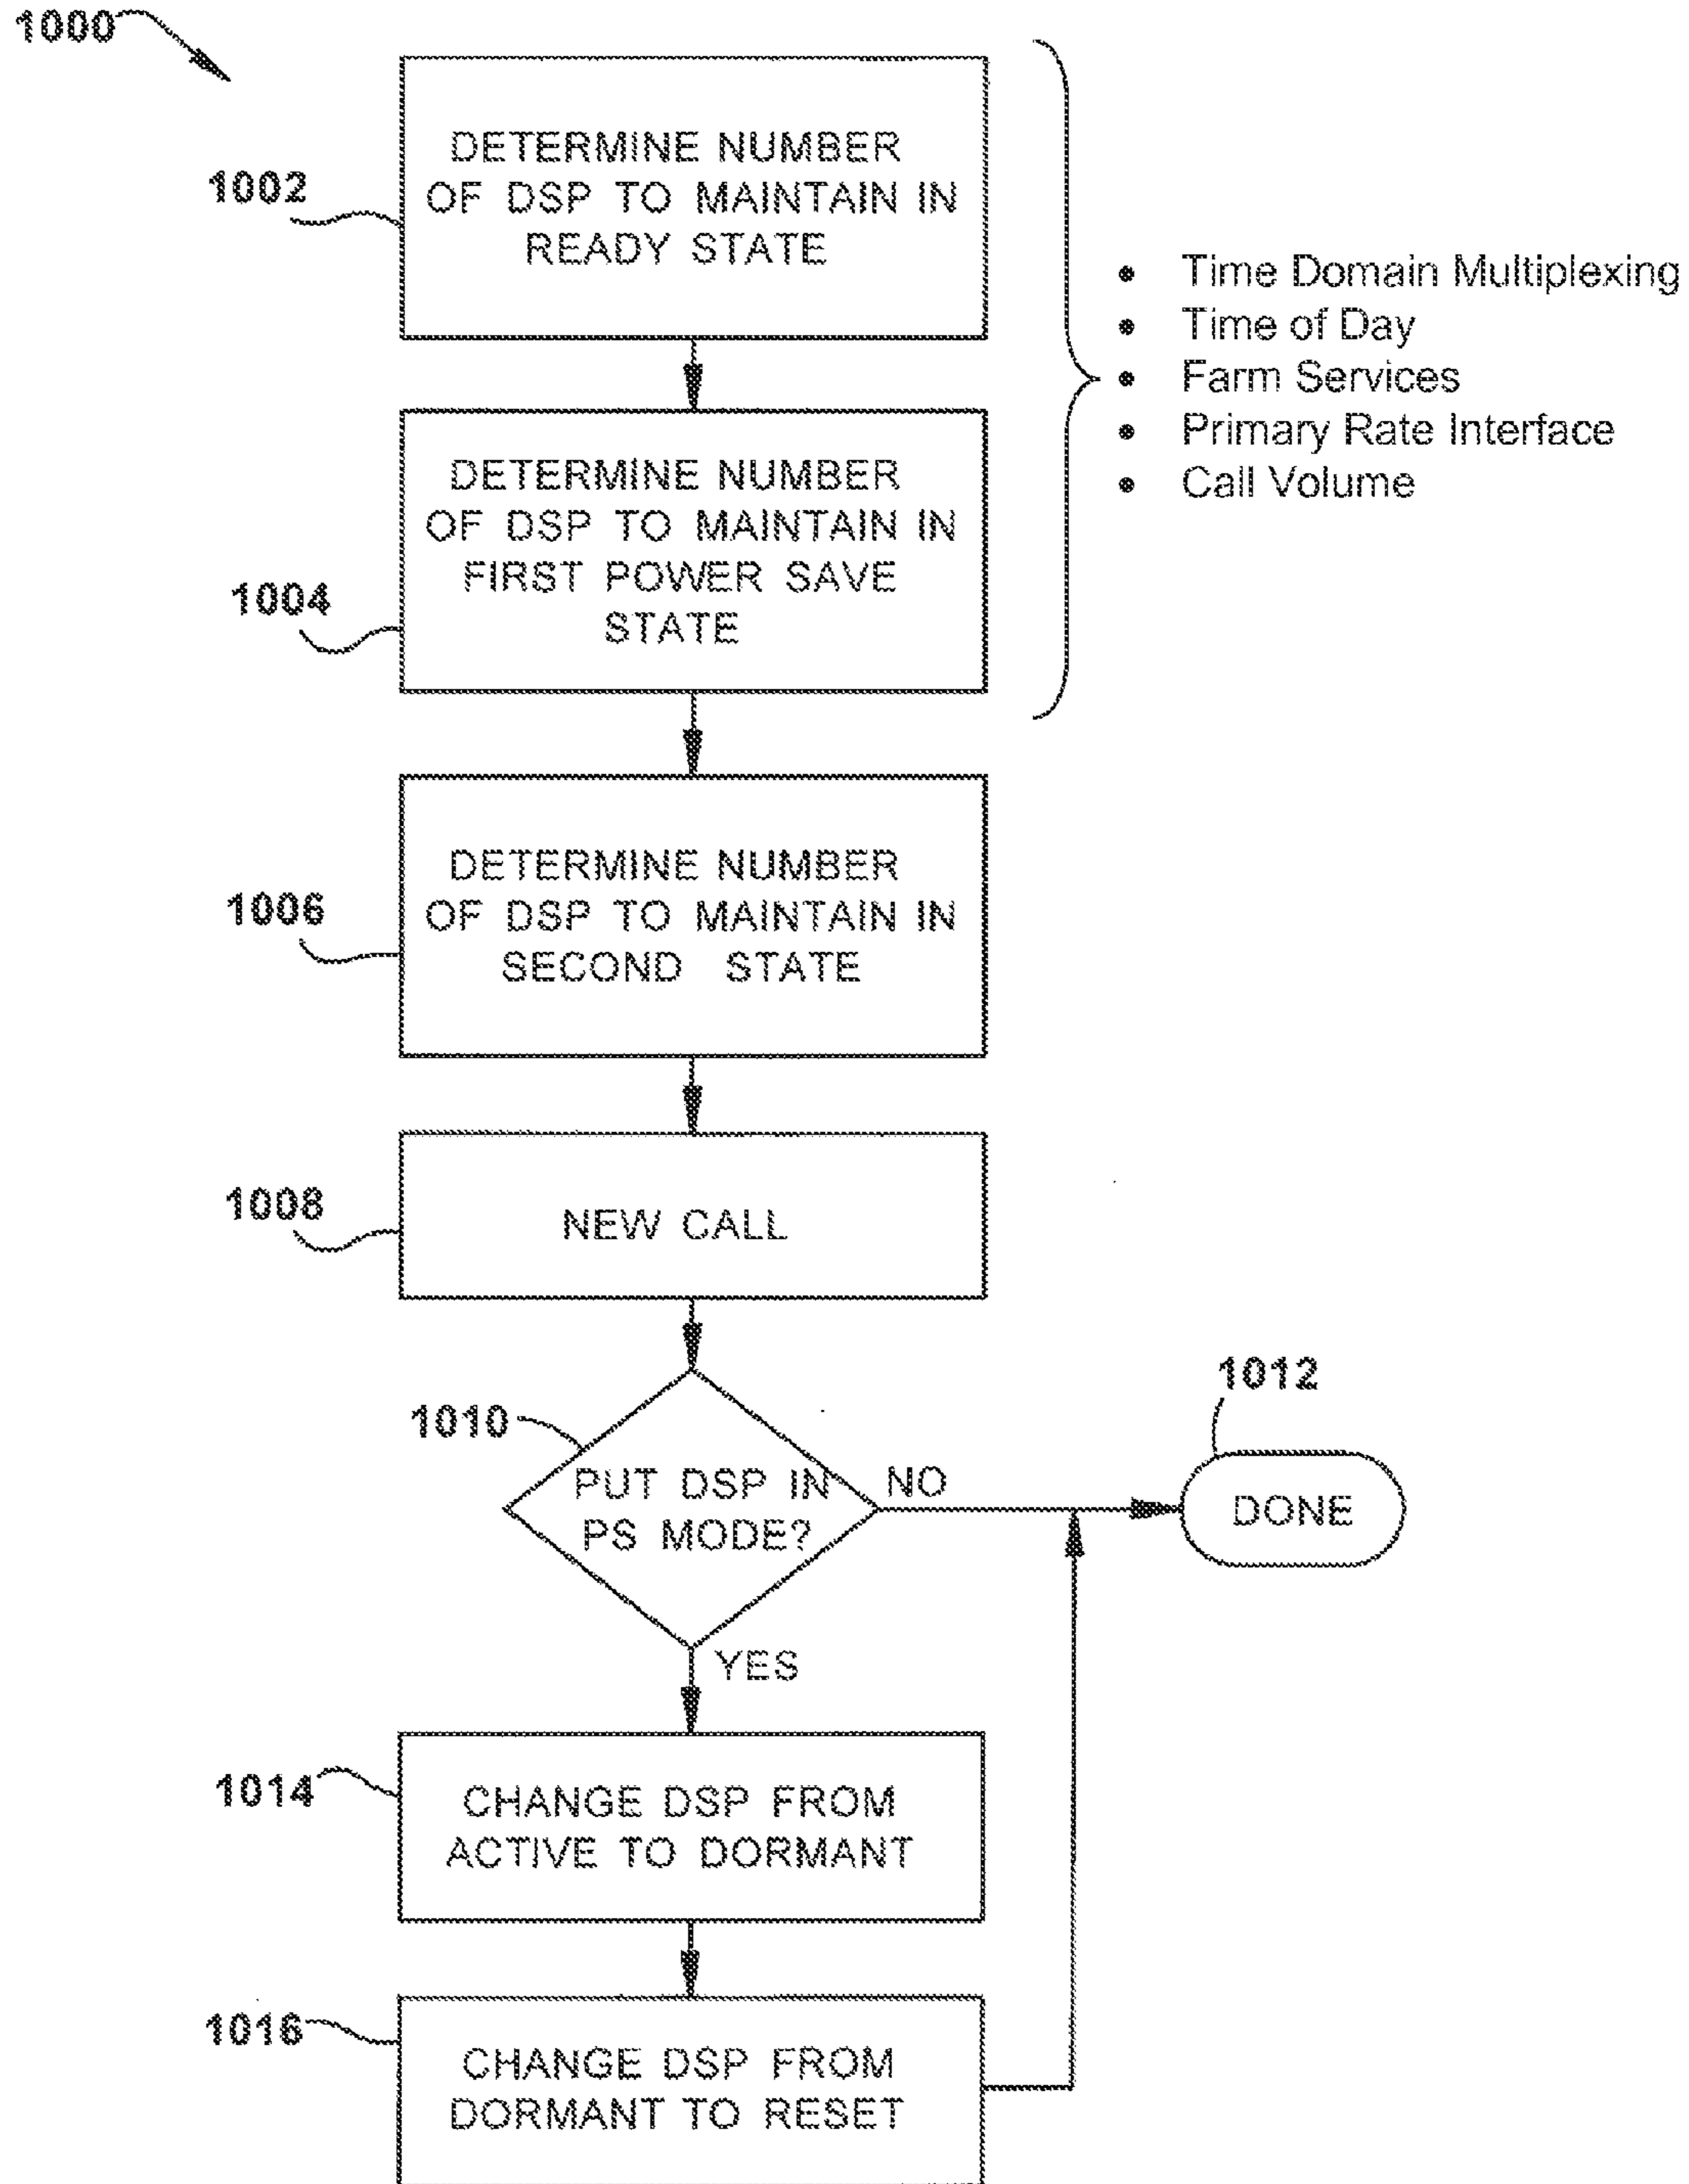 1000
DETERMINE NUMBER
OF DSP TO MAINTAIN IN
READY STATE
1002
• Time Domain Multiplexing
• Time of Day
• Farm Services
• Primary Rate Interface
• Call Volume
DETERMINE NUMBER
OF DSP TO MAINTAIN IN
FIRST POWER SAVE
STATE
1004
DETERMINE NUMBER
OF DSP TO MAINTAIN IN
SECOND STATE
1006
NEW CALL
1008
1010
PUT DSP IN
PS MODE?
NO
1012
DONE
YES
CHANGE DSP FROM
ACTIVE TO DORMANT
1014
CHANGE DSP FROM
DORMANT TO RESET
1016